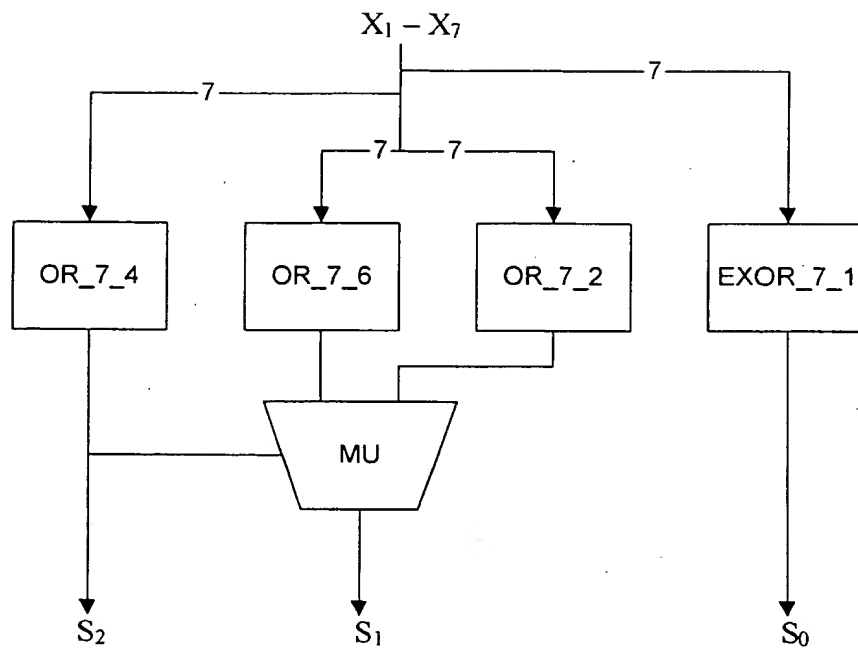 X₁ – X₇
7
7
7 7
OR_7_4 OR_7_6 OR_7_2 EXOR_7_1
MU
S₂ S₁ S₀